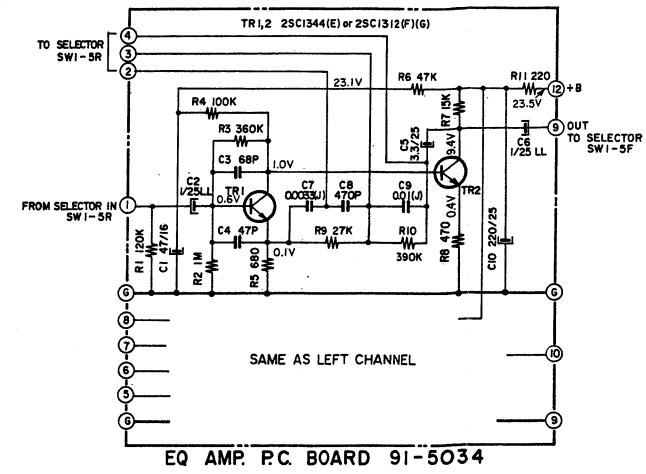 TR1,2 2SC1344(E) or 2SC1312(F)(G)
4
TO SELECTOR
SW1-5R
3
2
R6 47K
R11 220
12
+B
23.1V
23.5V
R4 100K
R7 15K
9
OUT
TO SELECTOR
SW1-5F
R3 360K
C5
3.3/25
9.4V
C6
1/25 LL
C3 68P
1.0V
C2
1/25LL
TR1
C7
0.0033(J)
C8
470P
C9
0.01(J)
TR2
FROM SELECTOR IN
SW1-5R
1
0.6V
0.4V
R1 120K
C1 47/16
C4 47P
R9 27K
R10
390K
R8 470
C10 220/25
R2 1M
R5 680
0.1V
G
G
8
7
SAME AS LEFT CHANNEL
10
6
5
G
9
EQ AMP. P.C. BOARD 91-5034